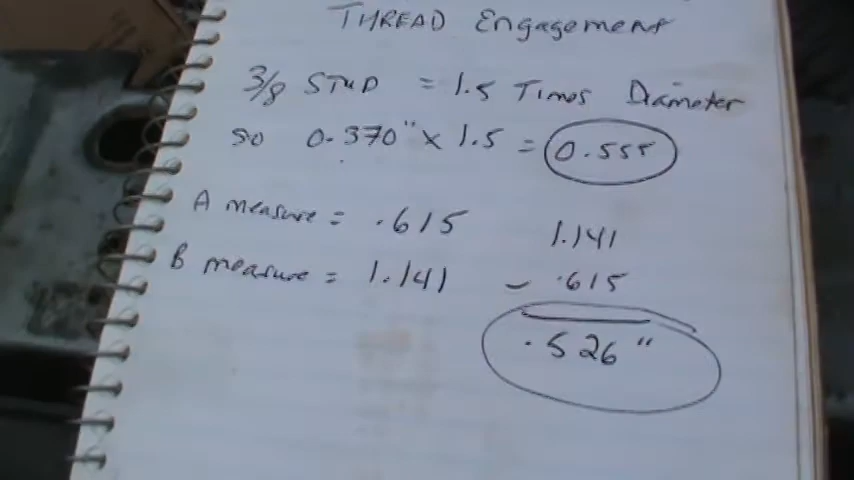 THREAD Engagement
3/8 STUD = 1.5 Times Diameter
so 0.370" x 1.5 = 0.555
A measure = .615
1.141
B measure = 1.141
- .615
.526"